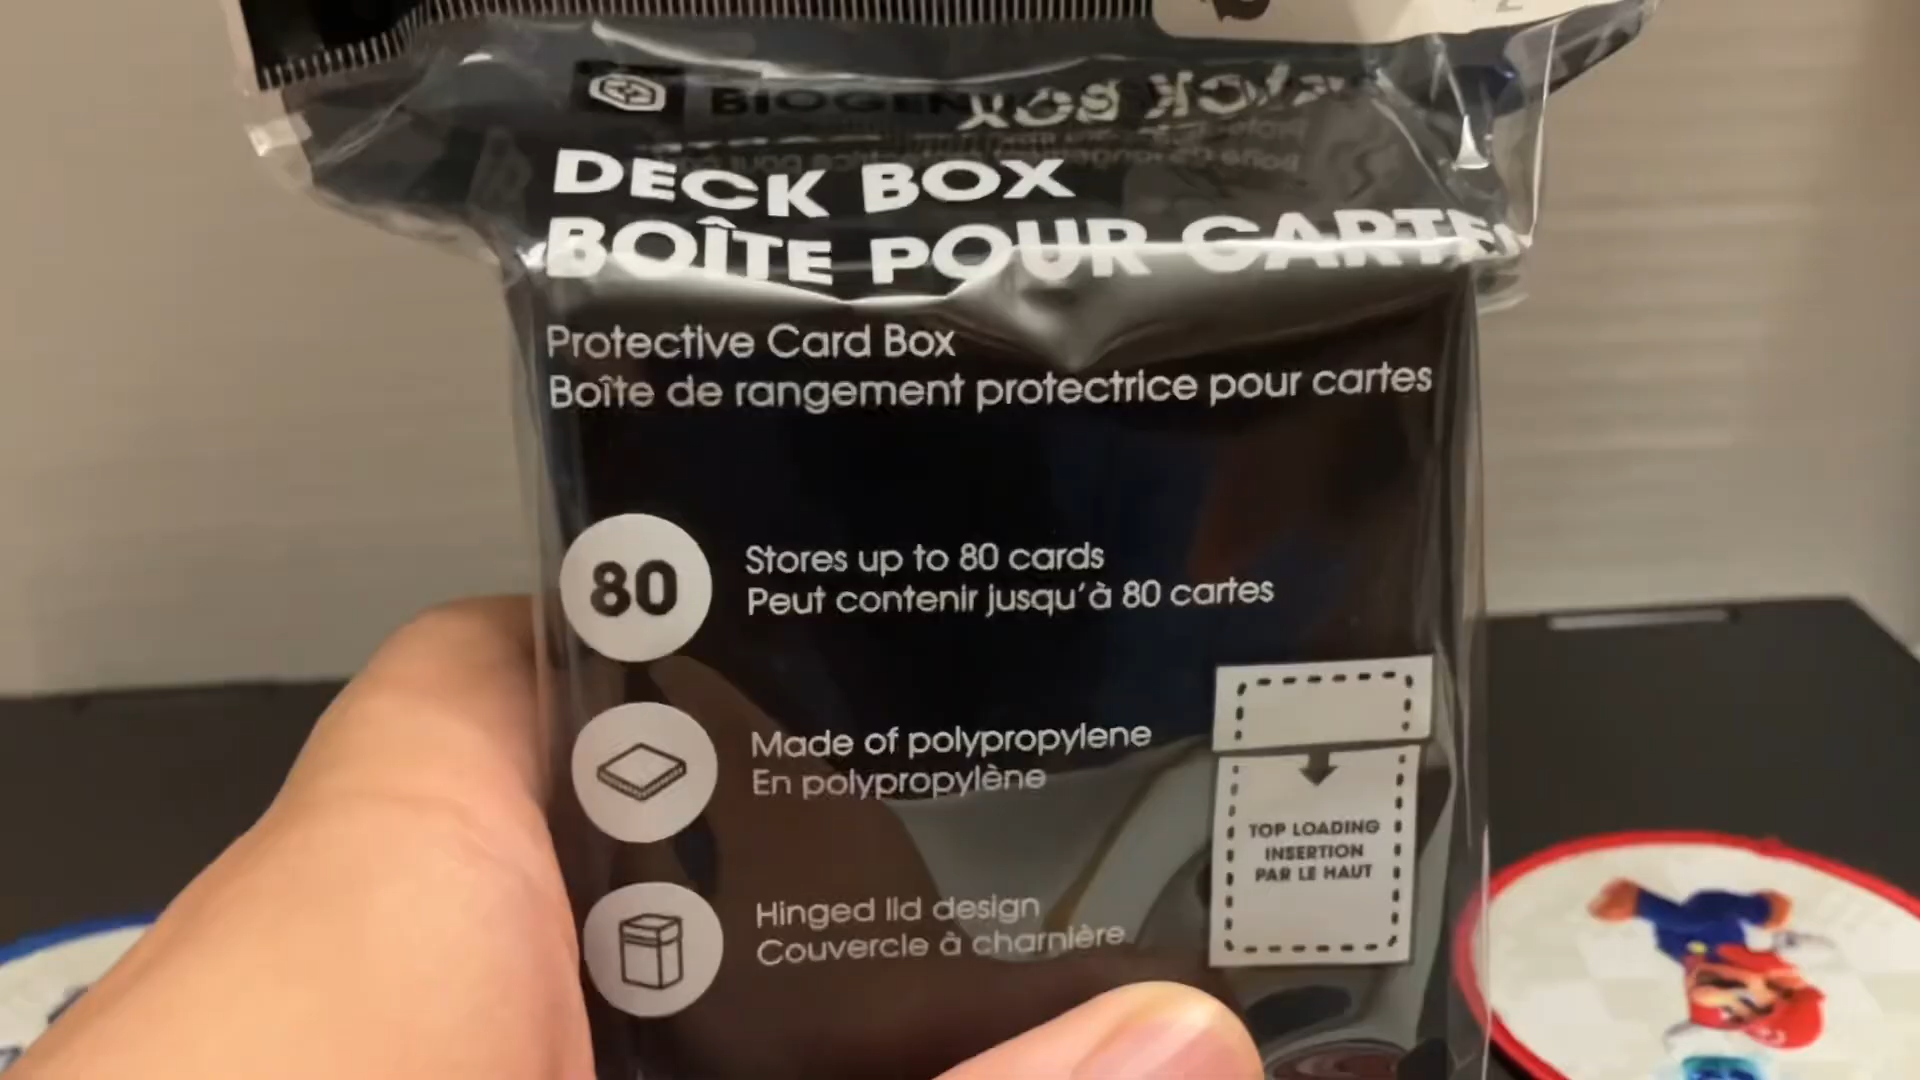 DECK BOX
BOÎTE POUR CARTES
Protective Card Box
Boîte de rangement protectrice pour cartes
80
Stores up to 80 cards
Peut contenir jusqu'à 80 cartes
Made of polypropylene
En polypropylène
TOP LOADING
INSERTION
PAR LE HAUT
Hinged lid design
Couvercle à charnière